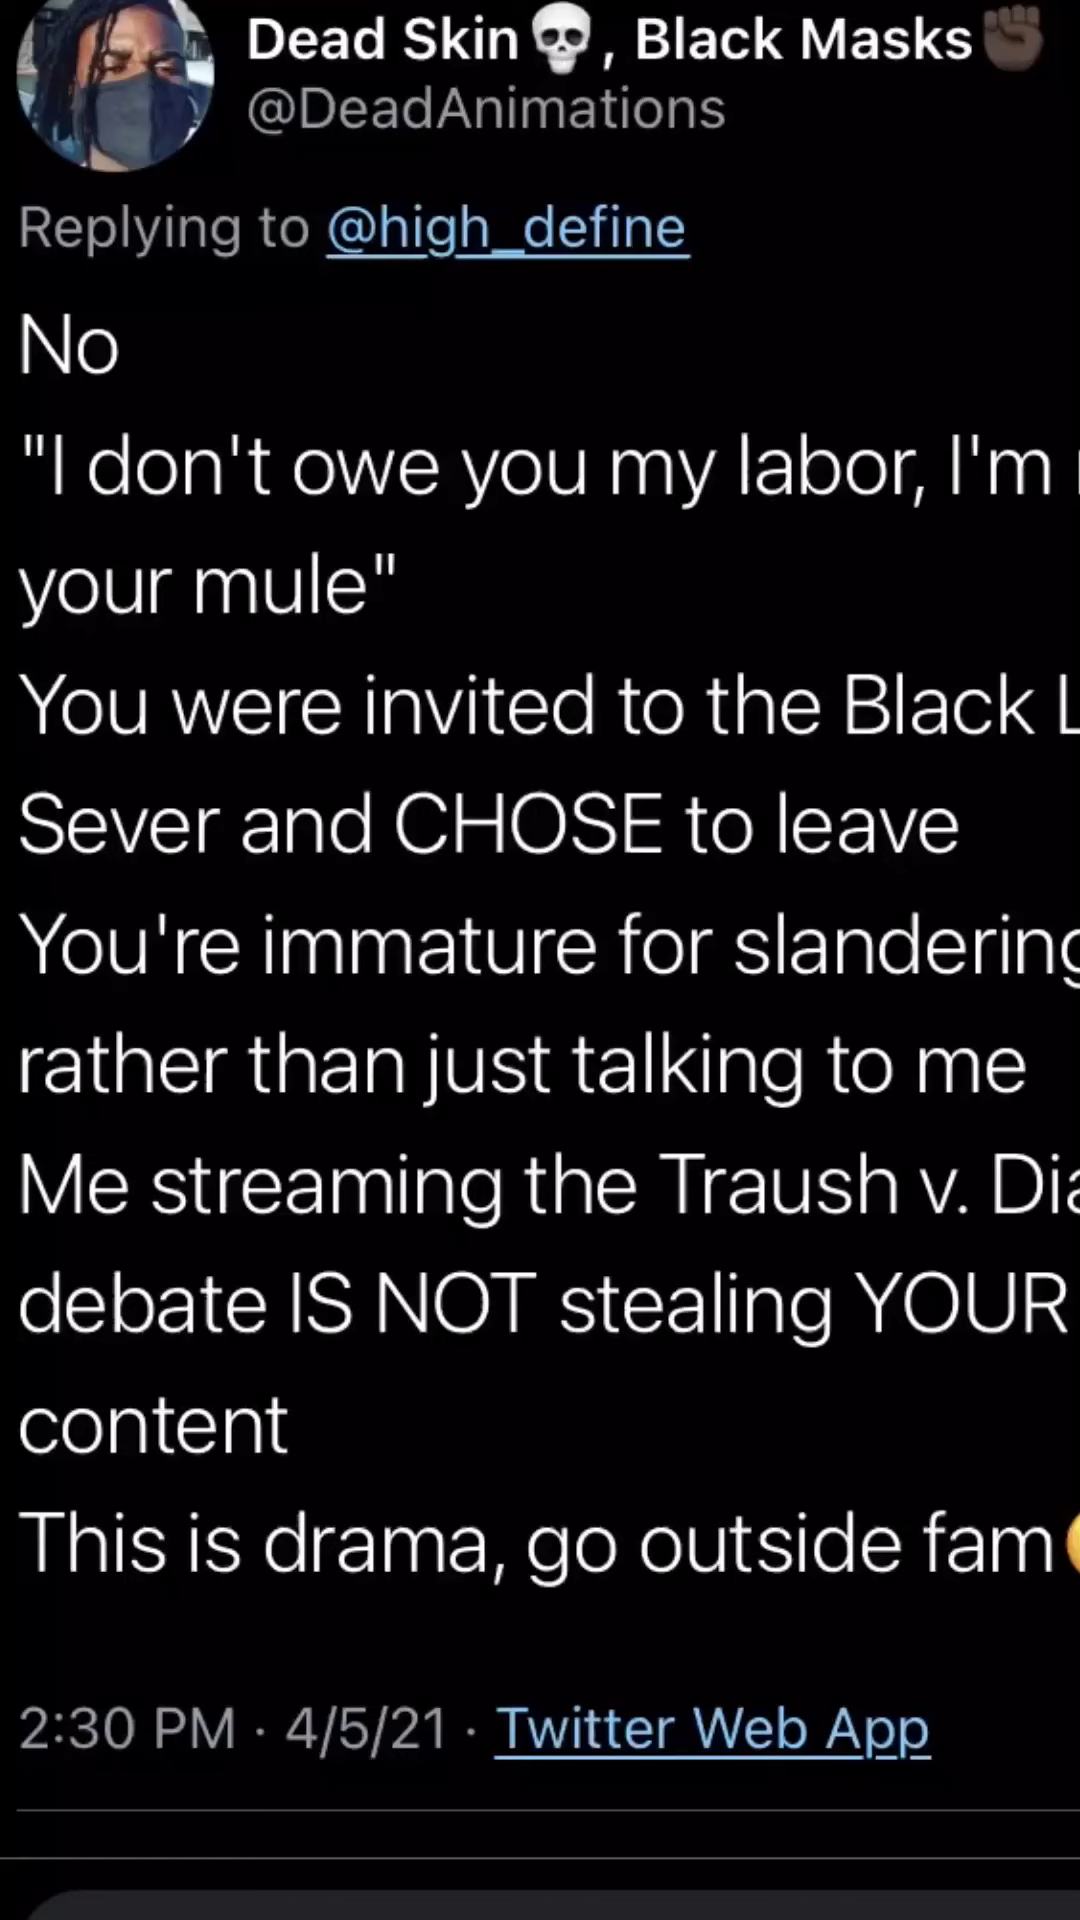 Dead Skin💀, Black Masks✊🏿
@DeadAnimations
Replying to @high_define
No
"I don't owe you my labor, I'm
your mule"
You were invited to the Black L
Sever and CHOSE to leave
You're immature for slandering
rather than just talking to me
Me streaming the Traush v. Dia
debate IS NOT stealing YOUR
content
This is drama, go outside fam
2:30 PM · 4/5/21 · Twitter Web App